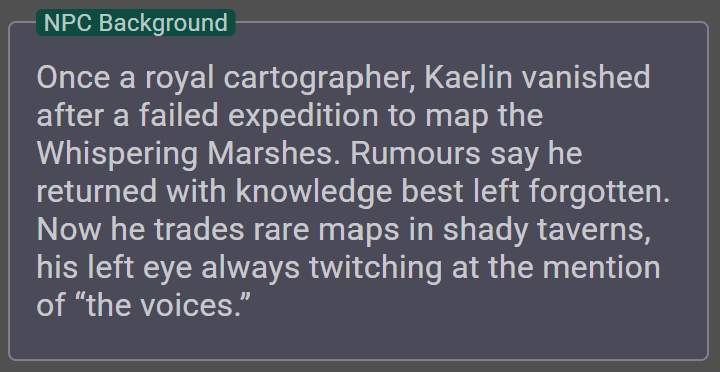 NPC Background
Once a royal cartographer, Kaelin vanished
after a failed expedition to map the
Whispering Marshes. Rumours say he
returned with knowledge best left forgotten.
Now he trades rare maps in shady taverns,
his left eye always twitching at the mention
of “the voices.”